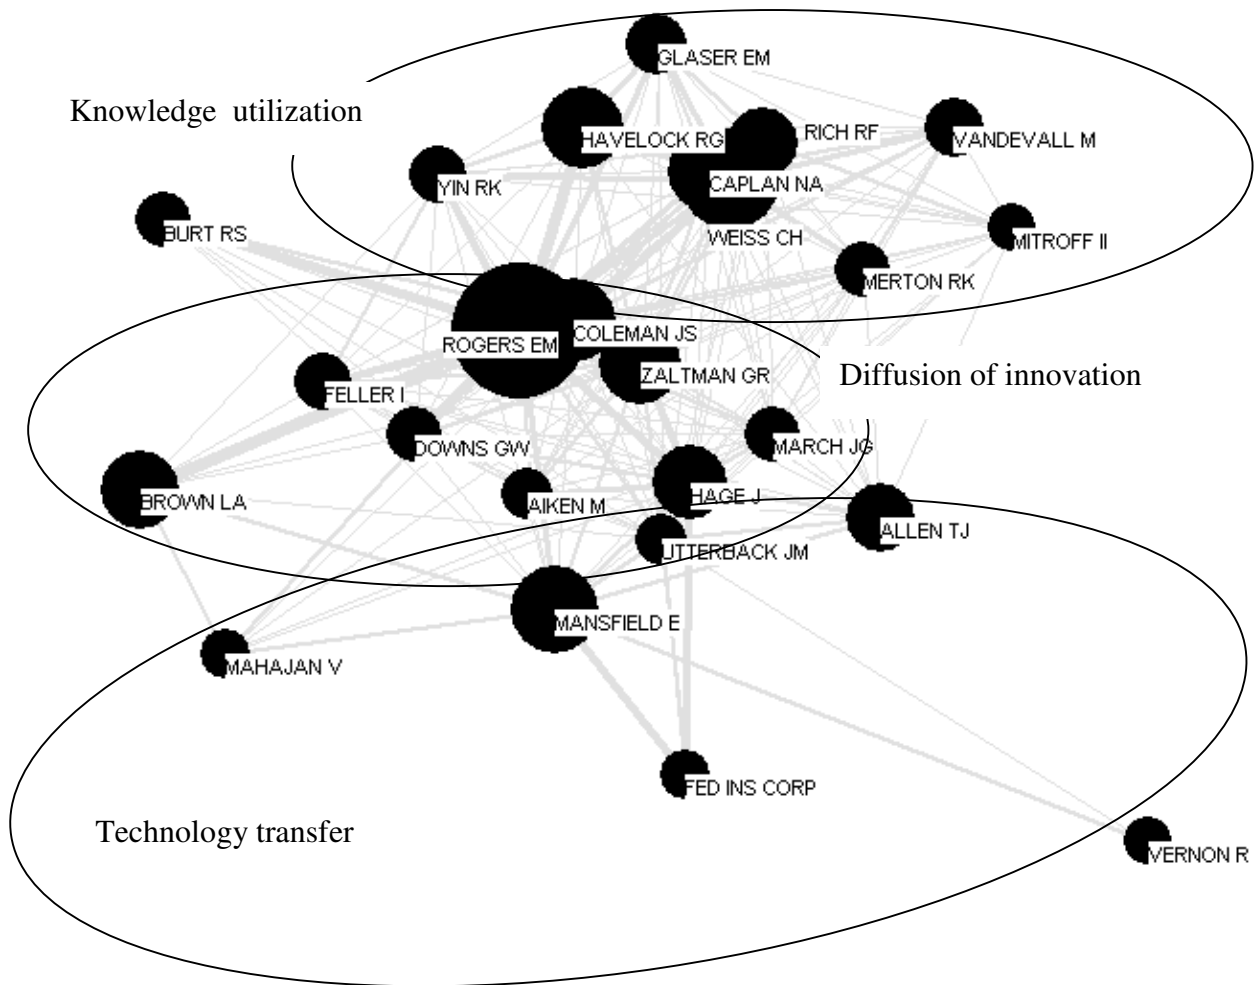 GLASER EM
Knowledge utilization
HAVELOCK RG
RICH RF
VANDEVALL M
YIN RK
CAPLAN NA
BURT RS
WEISS CH
MITROFF II
MERTON RK
COLEMAN JS
ROGERS EM
ZALTMAN GR
Diffusion of innovation
FELLER I
DOWNS GW
MARCH JG
BROWN LA
HAGE J
AIKEN M
ALLEN TJ
UTTERBACK JM
MANSFIELD E
MAHAJAN V
FED INS CORP
Technology transfer
VERNON R